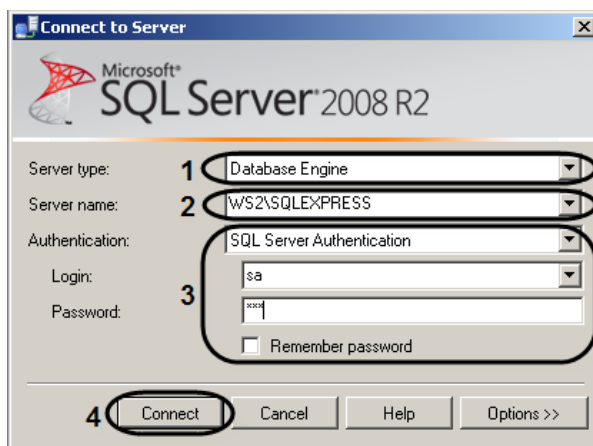 Connect to Server
Microsoft®
SQL Server® 2008 R2
Server type: 1 Database Engine
Server name: 2 WS2\SQLEXPRESS
Authentication: SQL Server Authentication
Login: sa
3
Password: ***
Remember password
4 Connect Cancel Help Options >>